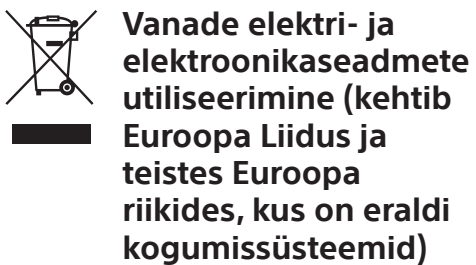 Vanade elektri- ja
elektroonikaseadmete
utiliseerimine (kehtib
Euroopa Liidus ja
teistes Euroopa
riikides, kus on eraldi
kogumissüsteemid)